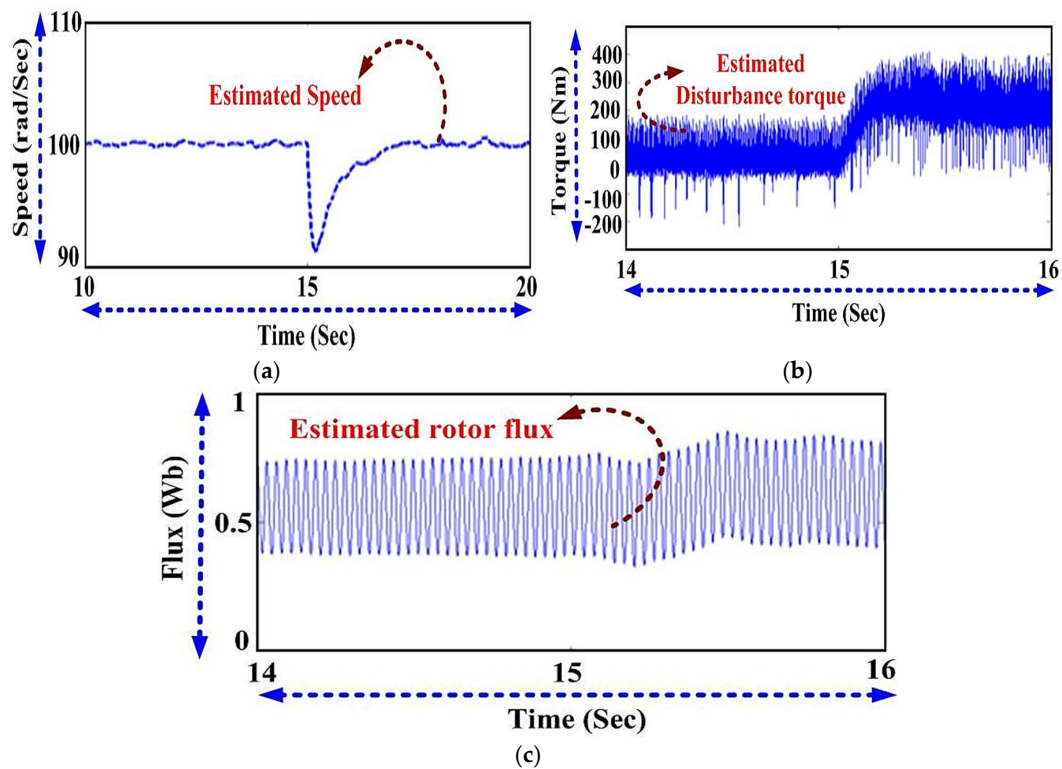 110
100
90
Speed (rad/Sec)
Estimated Speed
10
15
20
Time (Sec)
(a)
400
300
200
100
0
-100
-200
Torque (Nm)
Estimated
Disturbance torque
14
15
16
Time (Sec)
(b)
1
0.5
0
Flux (Wb)
Estimated rotor flux
14
15
16
Time (Sec)
(c)